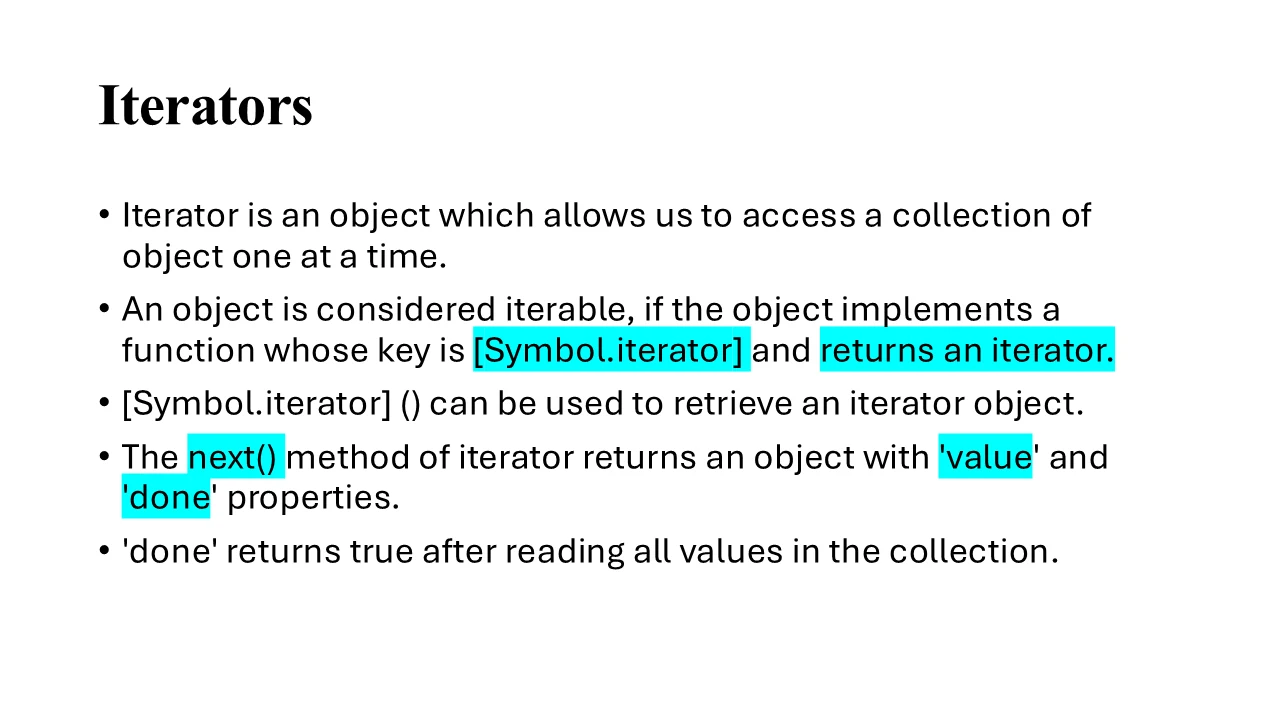 Iterators
• Iterator is an object which allows us to access a collection of
object one at a time.
• An object is considered iterable, if the object implements a
function whose key is [Symbol.iterator] and returns an iterator.
• [Symbol.iterator] () can be used to retrieve an iterator object.
• The next() method of iterator returns an object with 'value' and
'done' properties.
• 'done' returns true after reading all values in the collection.